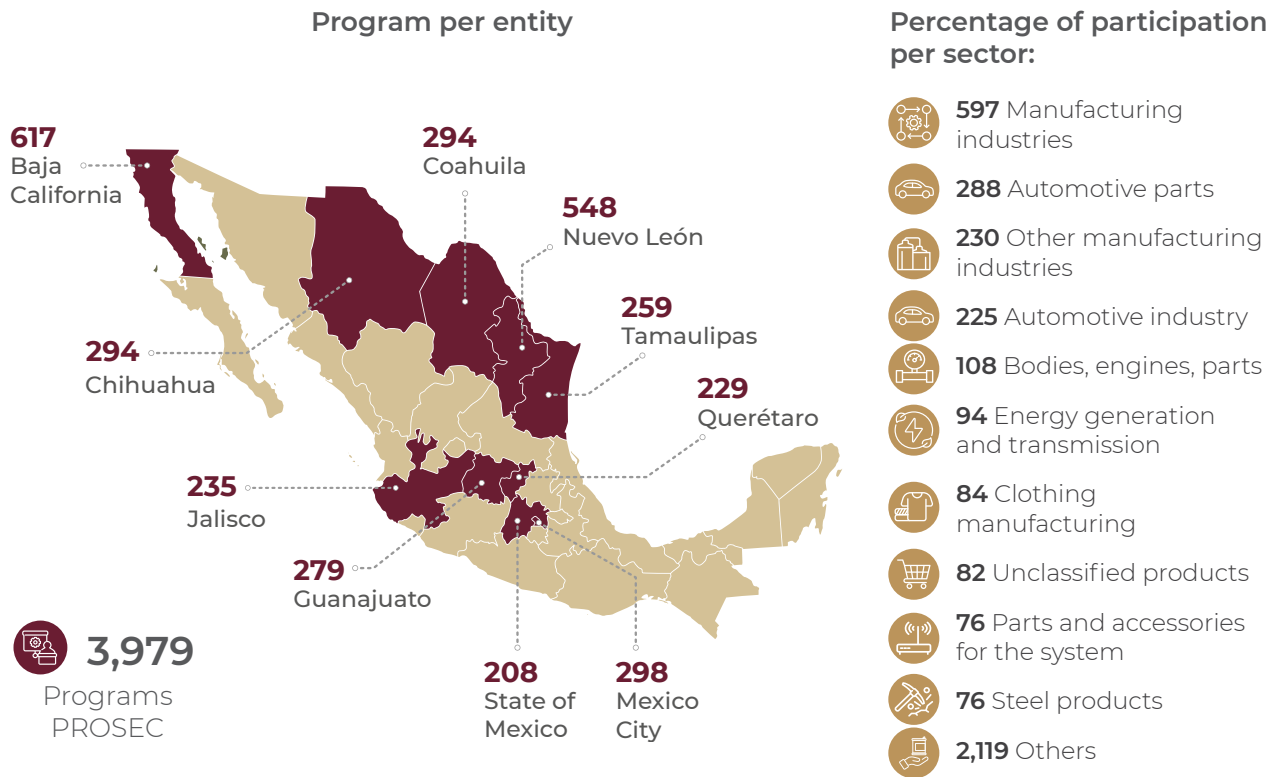 Program per entity
617
Baja
California
294
Coahuila
548
Nuevo León
259
Tamaulipas
294
Chihuahua
229
Querétaro
235
Jalisco
279
Guanajuato
208
State of
Mexico
298
Mexico
City
3,979
Programs
PROSEC
Percentage of participation
per sector:
597 Manufacturing
industries
288 Automotive parts
230 Other manufacturing
industries
225 Automotive industry
108 Bodies, engines, parts
94 Energy generation
and transmission
84 Clothing
manufacturing
82 Unclassified products
76 Parts and accessories
for the system
76 Steel products
2,119 Others